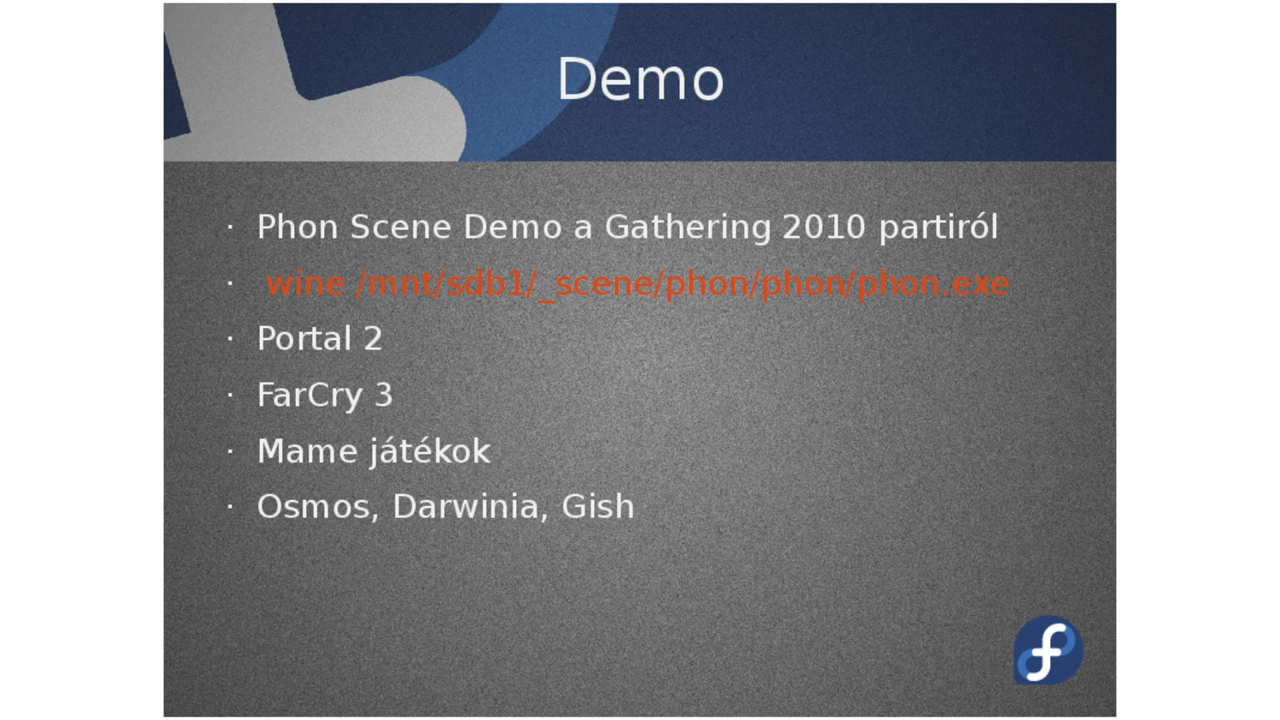 Demo
· Phon Scene Demo a Gathering 2010 partiról
· wine /mnt/sdb1/_scene/phon/phon/phon.exe
· Portal 2
· FarCry 3
· Mame játékok
· Osmos, Darwinia, Gish